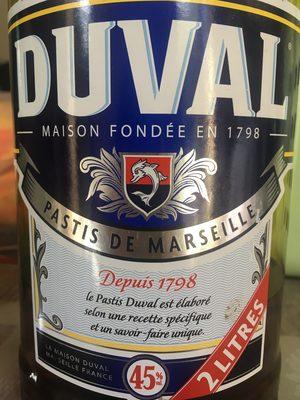 DUVAL
MAISON FONDÉE EN 1798
PASTIS DE MARSEILLE
Depuis 1798
le Pastis Duval est élaboré
selon une recette spécifique
et un savoir-faire unique.
LA MAISON DUVAL
MARSEILLE FRANCE
45%
2 LITRES